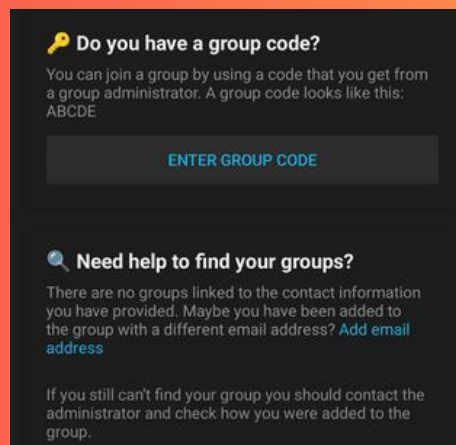 🔑 Do you have a group code?
You can join a group by using a code that you get from
a group administrator. A group code looks like this:
ABCDE
ENTER GROUP CODE
🔍 Need help to find your groups?
There are no groups linked to the contact information
you have provided. Maybe you have been added to
the group with a different email address? Add email
address
If you still can't find your group you should contact the
administrator and check how you were added to the
group.